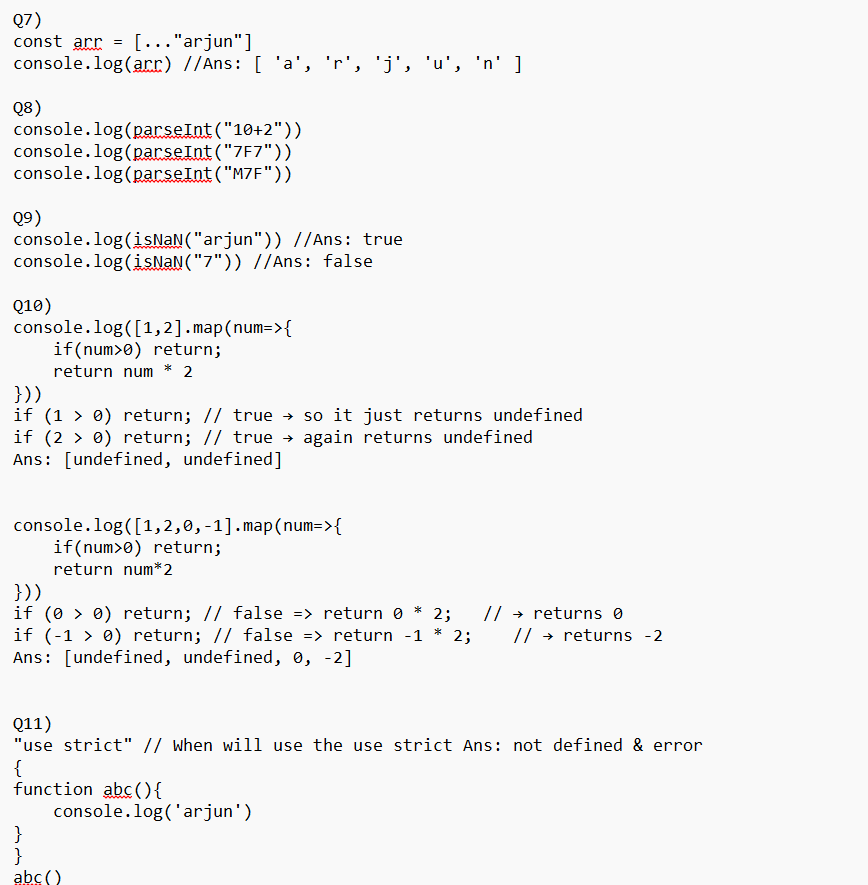 Q7)
const arr = [..."arjun"]
console.log(arr) //Ans: [ 'a', 'r', 'j', 'u', 'n' ]
Q8)
console.log(parseInt("10+2"))
console.log(parseInt("7F7"))
console.log(parseInt("M7F"))
Q9)
console.log(isNaN("arjun")) //Ans: true
console.log(isNaN("7")) //Ans: false
Q10)
console.log([1,2].map(num=>{
    if(num>0) return;
    return num * 2
}))
if (1 > 0) return; // true → so it just returns undefined
if (2 > 0) return; // true → again returns undefined
Ans: [undefined, undefined]
console.log([1,2,0,-1].map(num=>{
    if(num>0) return;
    return num*2
}))
if (0 > 0) return; // false => return 0 * 2;   // → returns 0
if (-1 > 0) return; // false => return -1 * 2;    // → returns -2
Ans: [undefined, undefined, 0, -2]
Q11)
"use strict" // When will use the use strict Ans: not defined & error
{
function abc(){
    console.log('arjun')
}
}
abc()